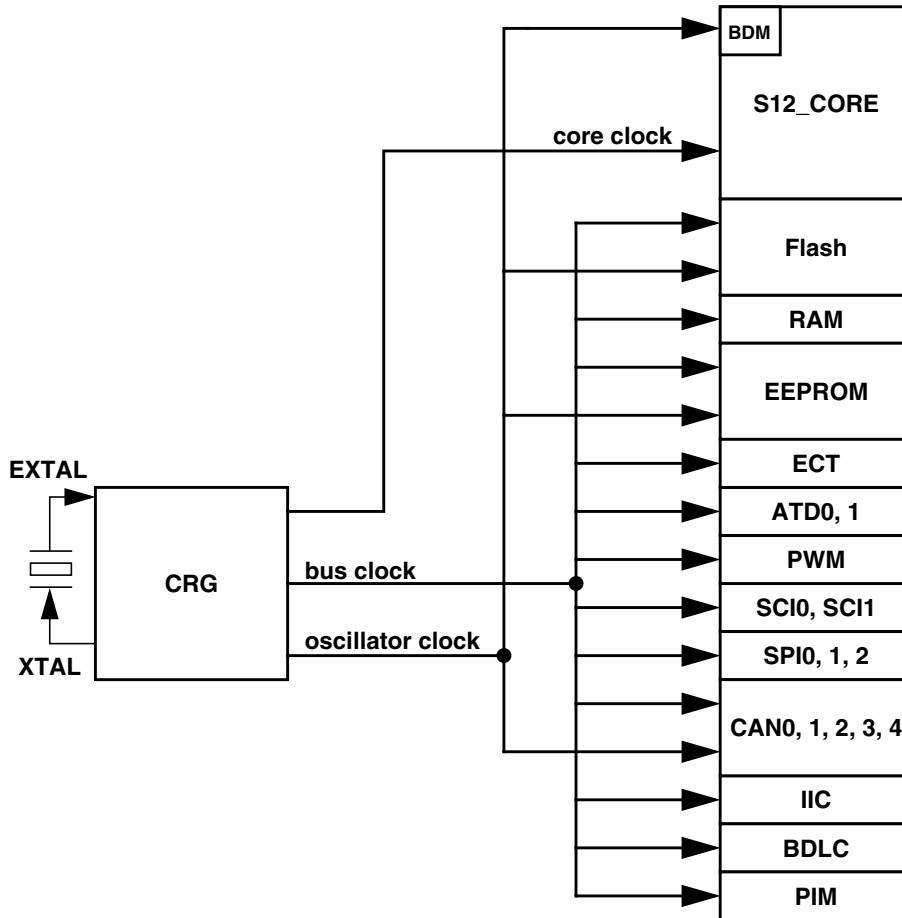 BDM
S12_CORE
core clock
Flash
RAM
EEPROM
EXTAL
ECT
ATD0, 1
CRG
bus clock
PWM
SCI0, SCI1
oscillator clock
XTAL
SPI0, 1, 2
CAN0, 1, 2, 3, 4
IIC
BDLC
PIM